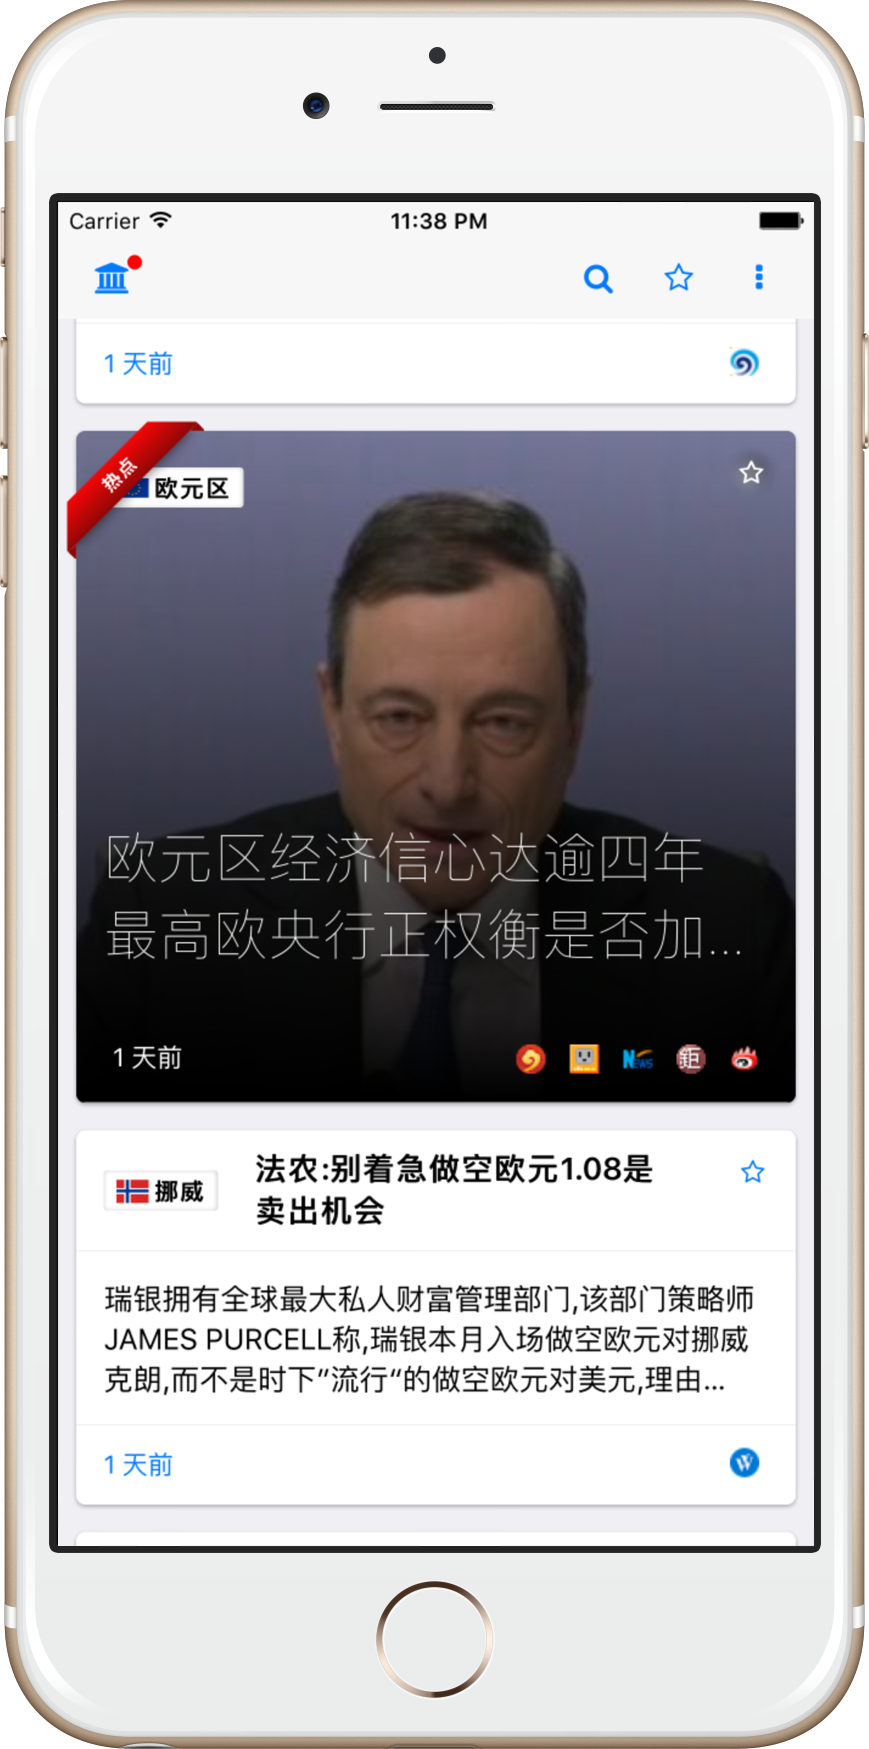 Carrier
11:38 PM
1 天前
热点
欧元区
欧元区经济信心达逾四年
最高欧央行正权衡是否加...
1 天前
NEWS
鉅
挪威
法农:别着急做空欧元1.08是
卖出机会
瑞银拥有全球最大私人财富管理部门,该部门策略师
JAMES PURCELL称,瑞银本月入场做空欧元对挪威
克朗,而不是时下”流行“的做空欧元对美元,理由...
1 天前
W